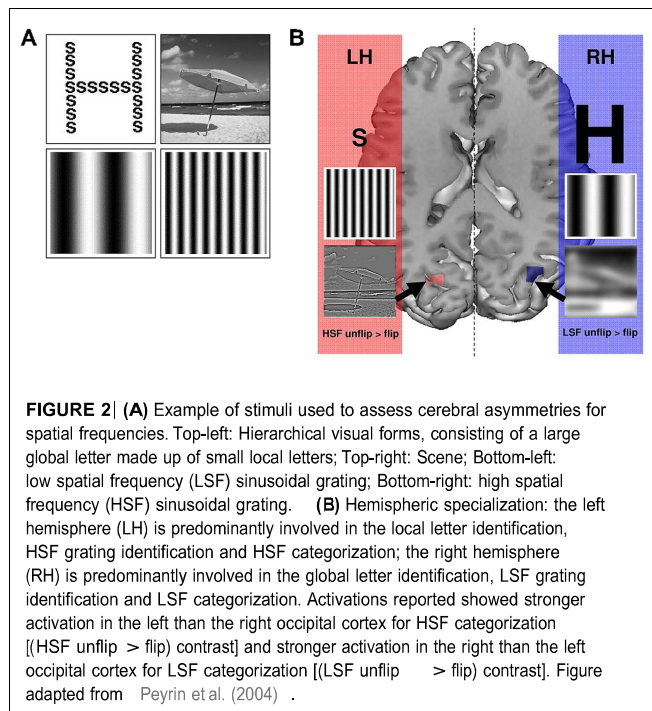 A
S S
S S
S S
S S
SSSSSSS
S S
S S
S S
S S
B
LH
RH
S
H
HSF unflip > flip
LSF unflip > flip
FIGURE 2| (A) Example of stimuli used to assess cerebral asymmetries for
spatial frequencies. Top-left: Hierarchical visual forms, consisting of a large
global letter made up of small local letters; Top-right: Scene; Bottom-left:
low spatial frequency (LSF) sinusoidal grating; Bottom-right: high spatial
frequency (HSF) sinusoidal grating. (B) Hemispheric specialization: the left
hemisphere (LH) is predominantly involved in the local letter identification,
HSF grating identification and HSF categorization; the right hemisphere
(RH) is predominantly involved in the global letter identification, LSF grating
identification and LSF categorization. Activations reported showed stronger
activation in the left than the right occipital cortex for HSF categorization
[(HSF unflip > flip) contrast] and stronger activation in the right than the left
occipital cortex for LSF categorization [(LSF unflip > flip) contrast]. Figure
adapted from Peyrin et al. (2004) .